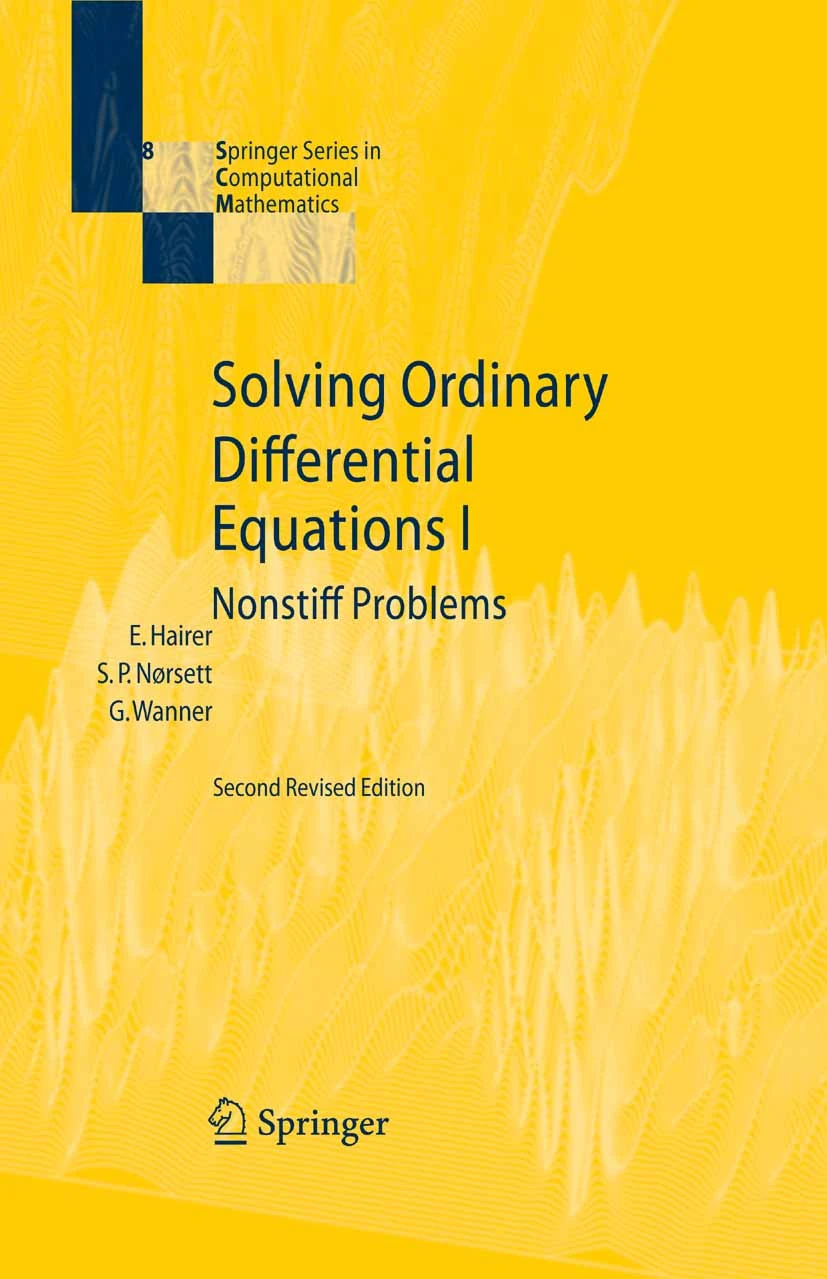 8 Springer Series in
Computational
Mathematics
Solving Ordinary
Differential
Equations I
Nonstiff Problems
E. Hairer
S. P. Nørsett
G. Wanner
Second Revised Edition
Springer